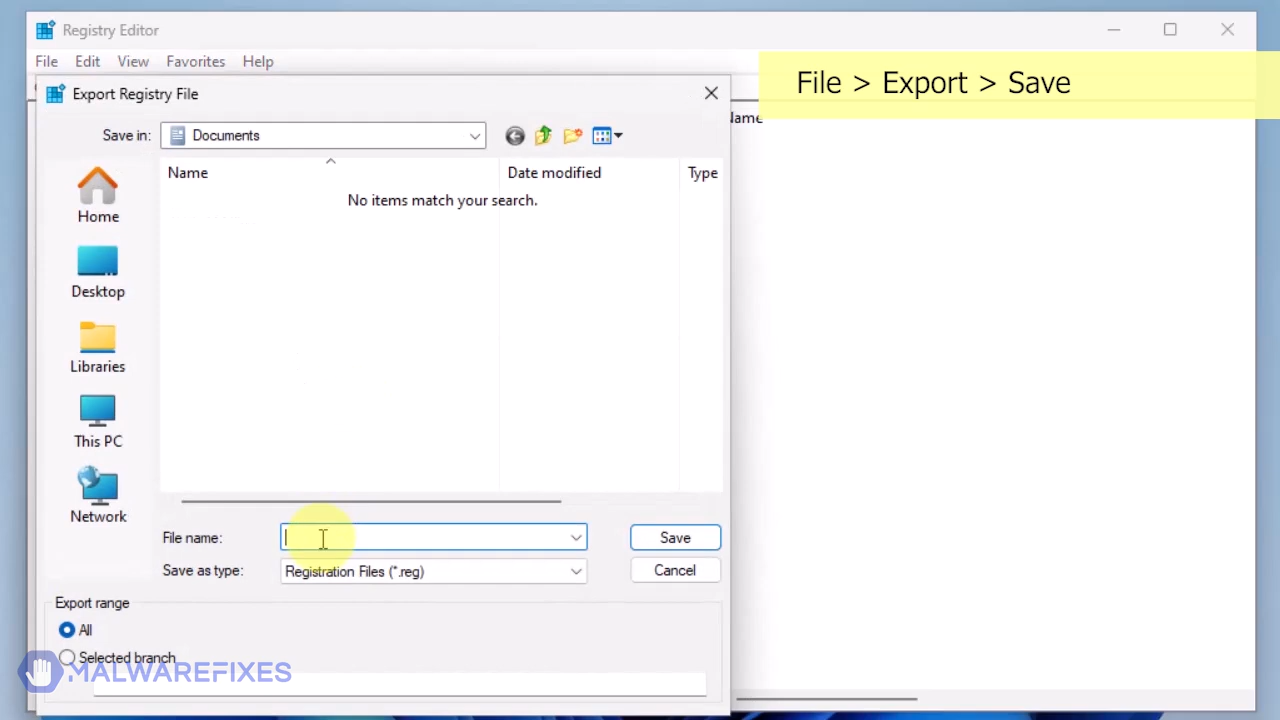 Registry Editor
File Edit View Favorites Help
File > Export > Save
Export Registry File
Name
Save in: Documents
Name Date modified Type
No items match your search.
Home
Desktop
Libraries
This PC
Network
File name: Save
Save as type: Registration Files (*.reg) Cancel
Export range
All
Selected branch
MALWAREFIXES